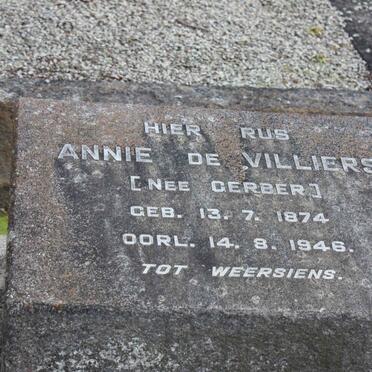 HIER RUS
ANNIE DE VILLIERS
[NEE GERBER]
GEB. 13. 7. 1874
OORL. 14. 8. 1946.
TOT WEERSIENS.